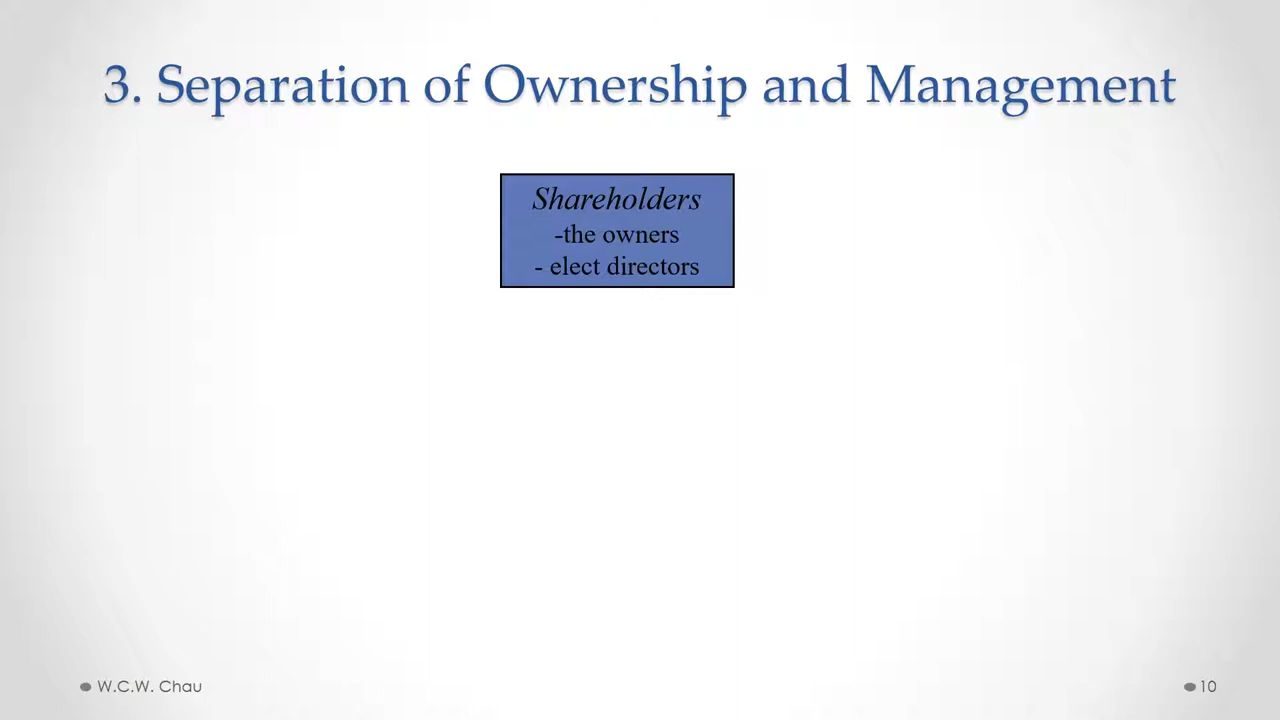 3. Separation of Ownership and Management
Shareholders
-the owners
- elect directors
W.C.W. Chau
10